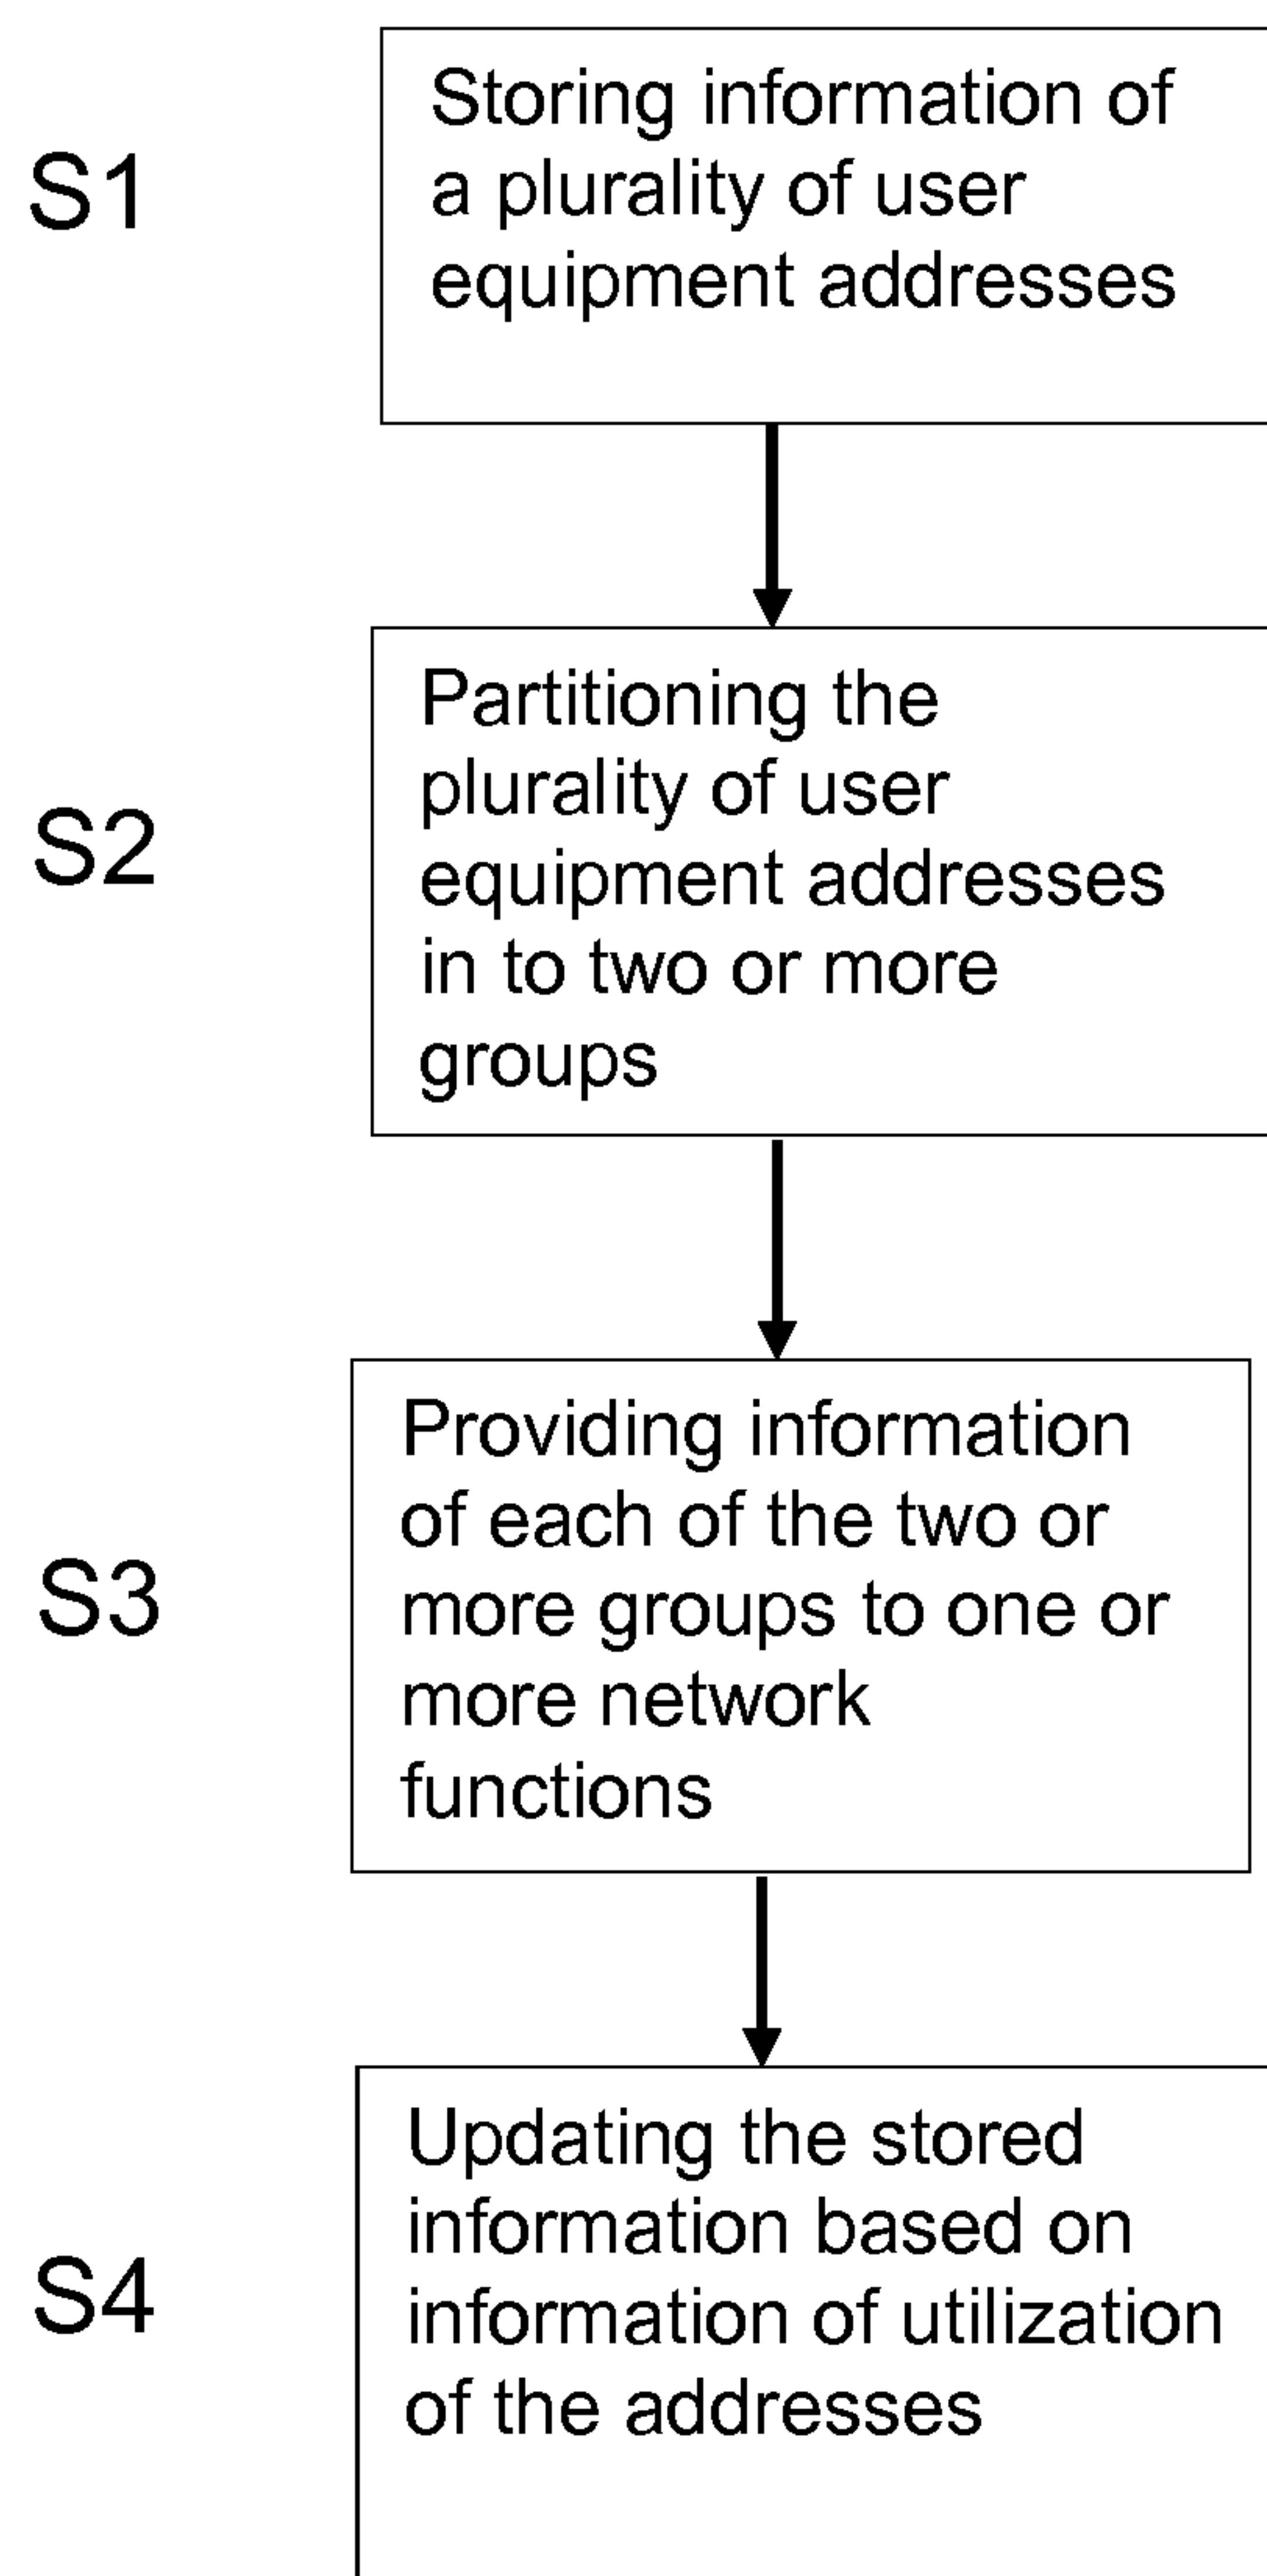 S1
Storing information of
a plurality of user
equipment addresses
S2
Partitioning the
plurality of user
equipment addresses
in to two or more
groups
S3
Providing information
of each of the two or
more groups to one or
more network
functions
S4
Updating the stored
information based on
information of utilization
of the addresses